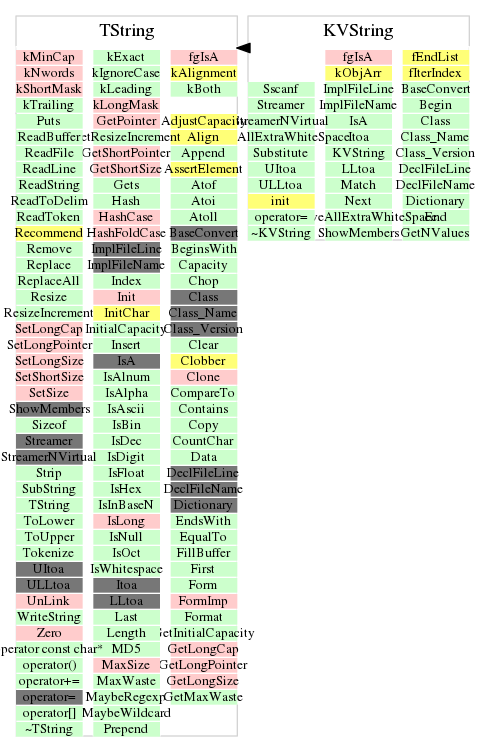 TString
kMinCap kExact fgIsA
kNwords kIgnoreCase kAlignment
kShortMask kLeading kBoth
kTrailing kLongMask
Puts GetPointer AdjustCapacity
ReadBuffer etResizeIncrement Align
ReadFile GetShortPointer Append
ReadLine GetShortSize AssertElement
ReadString Gets Atof
ReadToDelim Hash Atoi
ReadToken HashCase Atoll
Recommend HashFoldCase BaseConvert
Remove ImplFileLine BeginsWith
Replace ImplFileName Capacity
ReplaceAll Index Chop
Resize Init Class
ResizeIncrement InitChar Class_Name
SetLongCap InitialCapacity Class_Version
SetLongPointer Insert Clear
SetLongSize IsA Clobber
SetShortSize IsAlnum Clone
SetSize IsAlpha CompareTo
ShowMembers IsAscii Contains
Sizeof IsBin Copy
Streamer IsDec CountChar
StreamerNVirtual IsDigit Data
Strip IsFloat DeclFileLine
SubString IsHex DeclFileName
TString IsInBaseN Dictionary
ToLower IsLong EndsWith
ToUpper IsNull EqualTo
Tokenize IsOct FillBuffer
UItoa IsWhitespace First
ULLtoa Itoa Form
UnLink LLtoa FormImp
WriteString Last Format
Zero Length GetInitialCapacity
perator const char* MD5 GetLongCap
operator() MaxSize GetLongPointer
operator+= MaxWaste GetLongSize
operator= MaybeRegexp GetMaxWaste
operator[] MaybeWildcard
~TString Prepend
KVString
fgIsA fEndList
kObjArr fIterIndex
Sscanf ImplFileLine BaseConvert
Streamer ImplFileName Begin
reamerNVirtual IsA Class
AllExtraWhiteSpace Itoa Class_Name
Substitute KVString Class_Version
UItoa LLtoa DeclFileLine
ULLtoa Match DeclFileName
init Next Dictionary
operator= veAllExtraWhiteSpace End
~KVString ShowMembers GetNValues